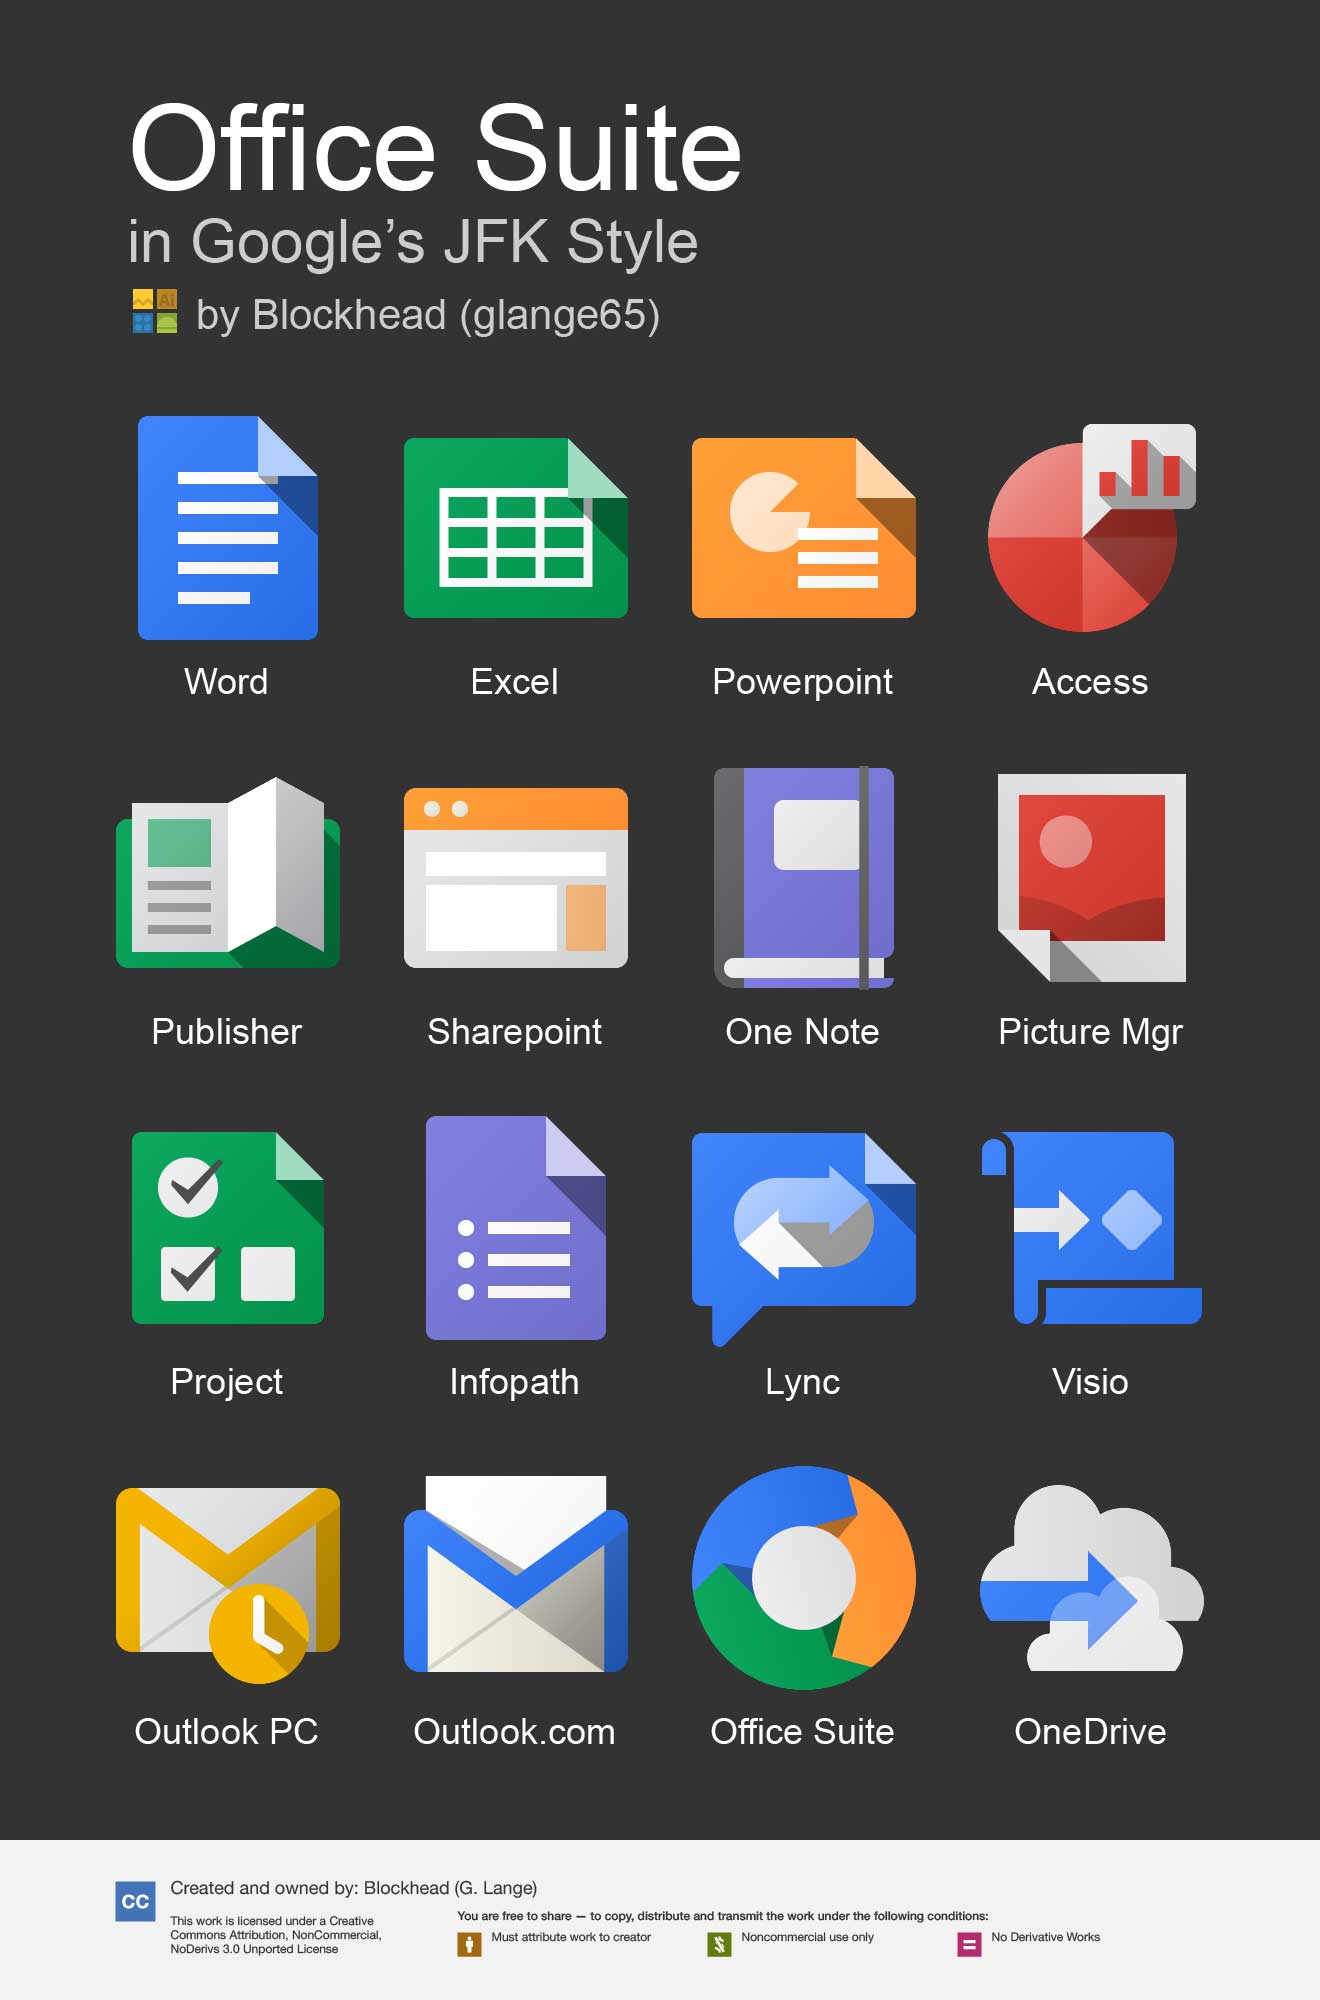 Office Suite
in Google's JFK Style
Ai
by Blockhead (glange65)
Word
Excel
Powerpoint
Access
Publisher
Sharepoint
One Note
Picture Mgr
Project
Infopath
Lync
Visio
Outlook PC
Outlook.com
Office Suite
OneDrive
CC
Created and owned by: Blockhead (G. Lange)
This work is licensed under a Creative
Commons Attribution, NonCommercial,
NoDerivs 3.0 Unported License
You are free to share — to copy, distribute and transmit the work under the following conditions:
Must attribute work to creator
$
Noncommercial use only
=
No Derivative Works